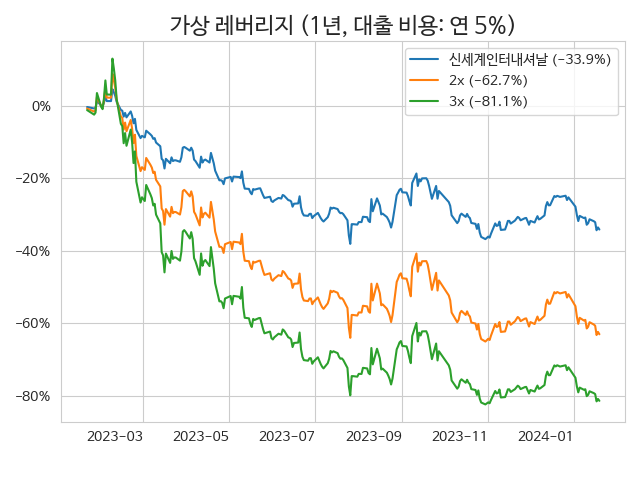 가상 레버리지 (1년, 대출 비용: 연 5%)
신세계인터내셔날 (−33.9%)
2x (−62.7%)
3x (−81.1%)
0%
−20%
−40%
−60%
−80%
2023−03 2023−05 2023−07 2023−09 2023−11 2024−01